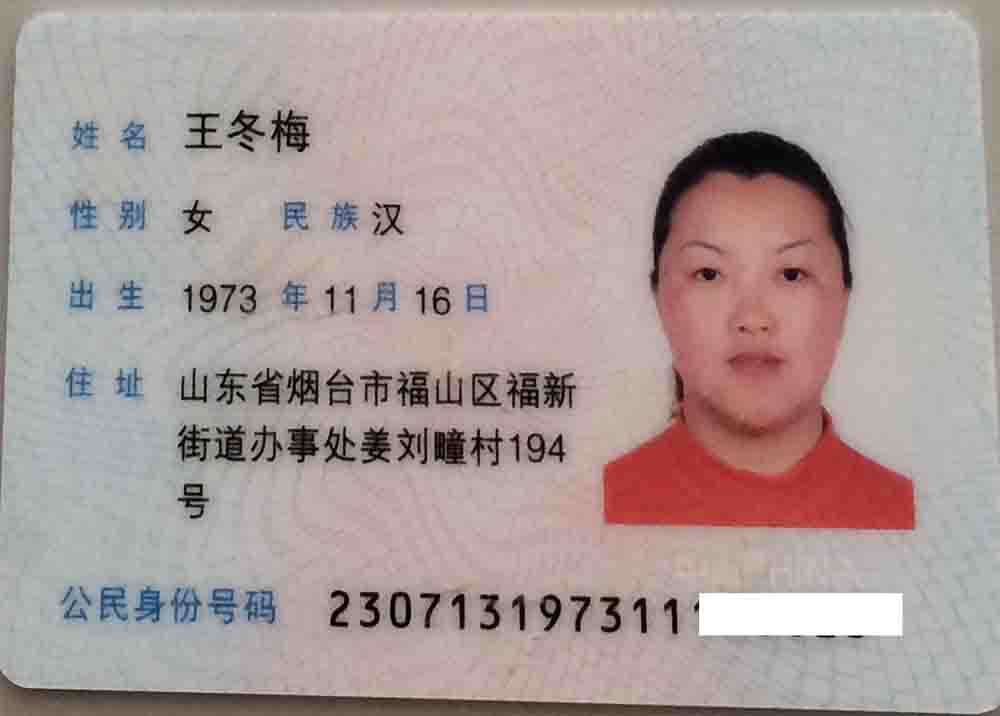 姓名 王冬梅
性别 女 民族 汉
出生 1973 年 11 月 16 日
住址 山东省烟台市福山区福新
街道办事处姜刘疃村194
号
公民身份号码 2307131973111